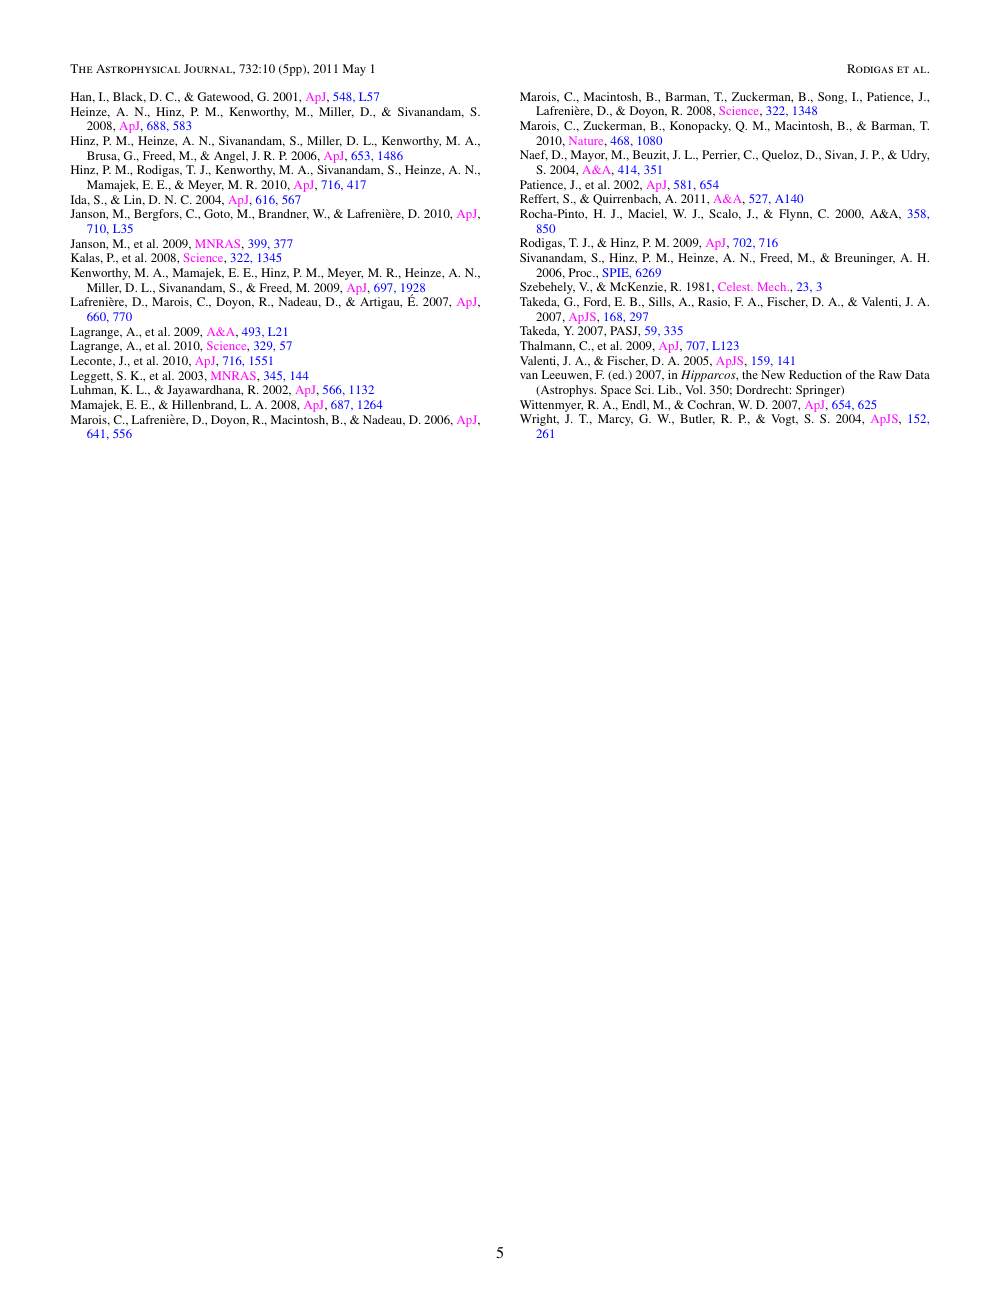 THE ASTROPHYSICAL JOURNAL, 732:10 (5pp), 2011 May 1
RODIGAS ET AL.
Han, I., Black, D. C., & Gatewood, G. 2001, ApJ, 548, L57
Heinze, A. N., Hinz, P. M., Kenworthy, M., Miller, D., & Sivanandam, S.
2008, ApJ, 688, 583
Hinz, P. M., Heinze, A. N., Sivanandam, S., Miller, D. L., Kenworthy, M. A.,
Brusa, G., Freed, M., & Angel, J. R. P. 2006, ApJ, 653, 1486
Hinz, P. M., Rodigas, T. J., Kenworthy, M. A., Sivanandam, S., Heinze, A. N.,
Mamajek, E. E., & Meyer, M. R. 2010, ApJ, 716, 417
Ida, S., & Lin, D. N. C. 2004, ApJ, 616, 567
Janson, M., Bergfors, C., Goto, M., Brandner, W., & Lafrenière, D. 2010, ApJ,
710, L35
Janson, M., et al. 2009, MNRAS, 399, 377
Kalas, P., et al. 2008, Science, 322, 1345
Kenworthy, M. A., Mamajek, E. E., Hinz, P. M., Meyer, M. R., Heinze, A. N.,
Miller, D. L., Sivanandam, S., & Freed, M. 2009, ApJ, 697, 1928
Lafrenière, D., Marois, C., Doyon, R., Nadeau, D., & Artigau, É. 2007, ApJ,
660, 770
Lagrange, A., et al. 2009, A&A, 493, L21
Lagrange, A., et al. 2010, Science, 329, 57
Leconte, J., et al. 2010, ApJ, 716, 1551
Leggett, S. K., et al. 2003, MNRAS, 345, 144
Luhman, K. L., & Jayawardhana, R. 2002, ApJ, 566, 1132
Mamajek, E. E., & Hillenbrand, L. A. 2008, ApJ, 687, 1264
Marois, C., Lafrenière, D., Doyon, R., Macintosh, B., & Nadeau, D. 2006, ApJ,
641, 556
Marois, C., Macintosh, B., Barman, T., Zuckerman, B., Song, I., Patience, J.,
Lafrenière, D., & Doyon, R. 2008, Science, 322, 1348
Marois, C., Zuckerman, B., Konopacky, Q. M., Macintosh, B., & Barman, T.
2010, Nature, 468, 1080
Naef, D., Mayor, M., Beuzit, J. L., Perrier, C., Queloz, D., Sivan, J. P., & Udry,
S. 2004, A&A, 414, 351
Patience, J., et al. 2002, ApJ, 581, 654
Reffert, S., & Quirrenbach, A. 2011, A&A, 527, A140
Rocha-Pinto, H. J., Maciel, W. J., Scalo, J., & Flynn, C. 2000, A&A, 358,
850
Rodigas, T. J., & Hinz, P. M. 2009, ApJ, 702, 716
Sivanandam, S., Hinz, P. M., Heinze, A. N., Freed, M., & Breuninger, A. H.
2006, Proc., SPIE, 6269
Szebehely, V., & McKenzie, R. 1981, Celest. Mech., 23, 3
Takeda, G., Ford, E. B., Sills, A., Rasio, F. A., Fischer, D. A., & Valenti, J. A.
2007, ApJS, 168, 297
Takeda, Y. 2007, PASJ, 59, 335
Thalmann, C., et al. 2009, ApJ, 707, L123
Valenti, J. A., & Fischer, D. A. 2005, ApJS, 159, 141
van Leeuwen, F. (ed.) 2007, in Hipparcos, the New Reduction of the Raw Data
(Astrophys. Space Sci. Lib., Vol. 350; Dordrecht: Springer)
Wittenmyer, R. A., Endl, M., & Cochran, W. D. 2007, ApJ, 654, 625
Wright, J. T., Marcy, G. W., Butler, R. P., & Vogt, S. S. 2004, ApJS, 152,
261
5